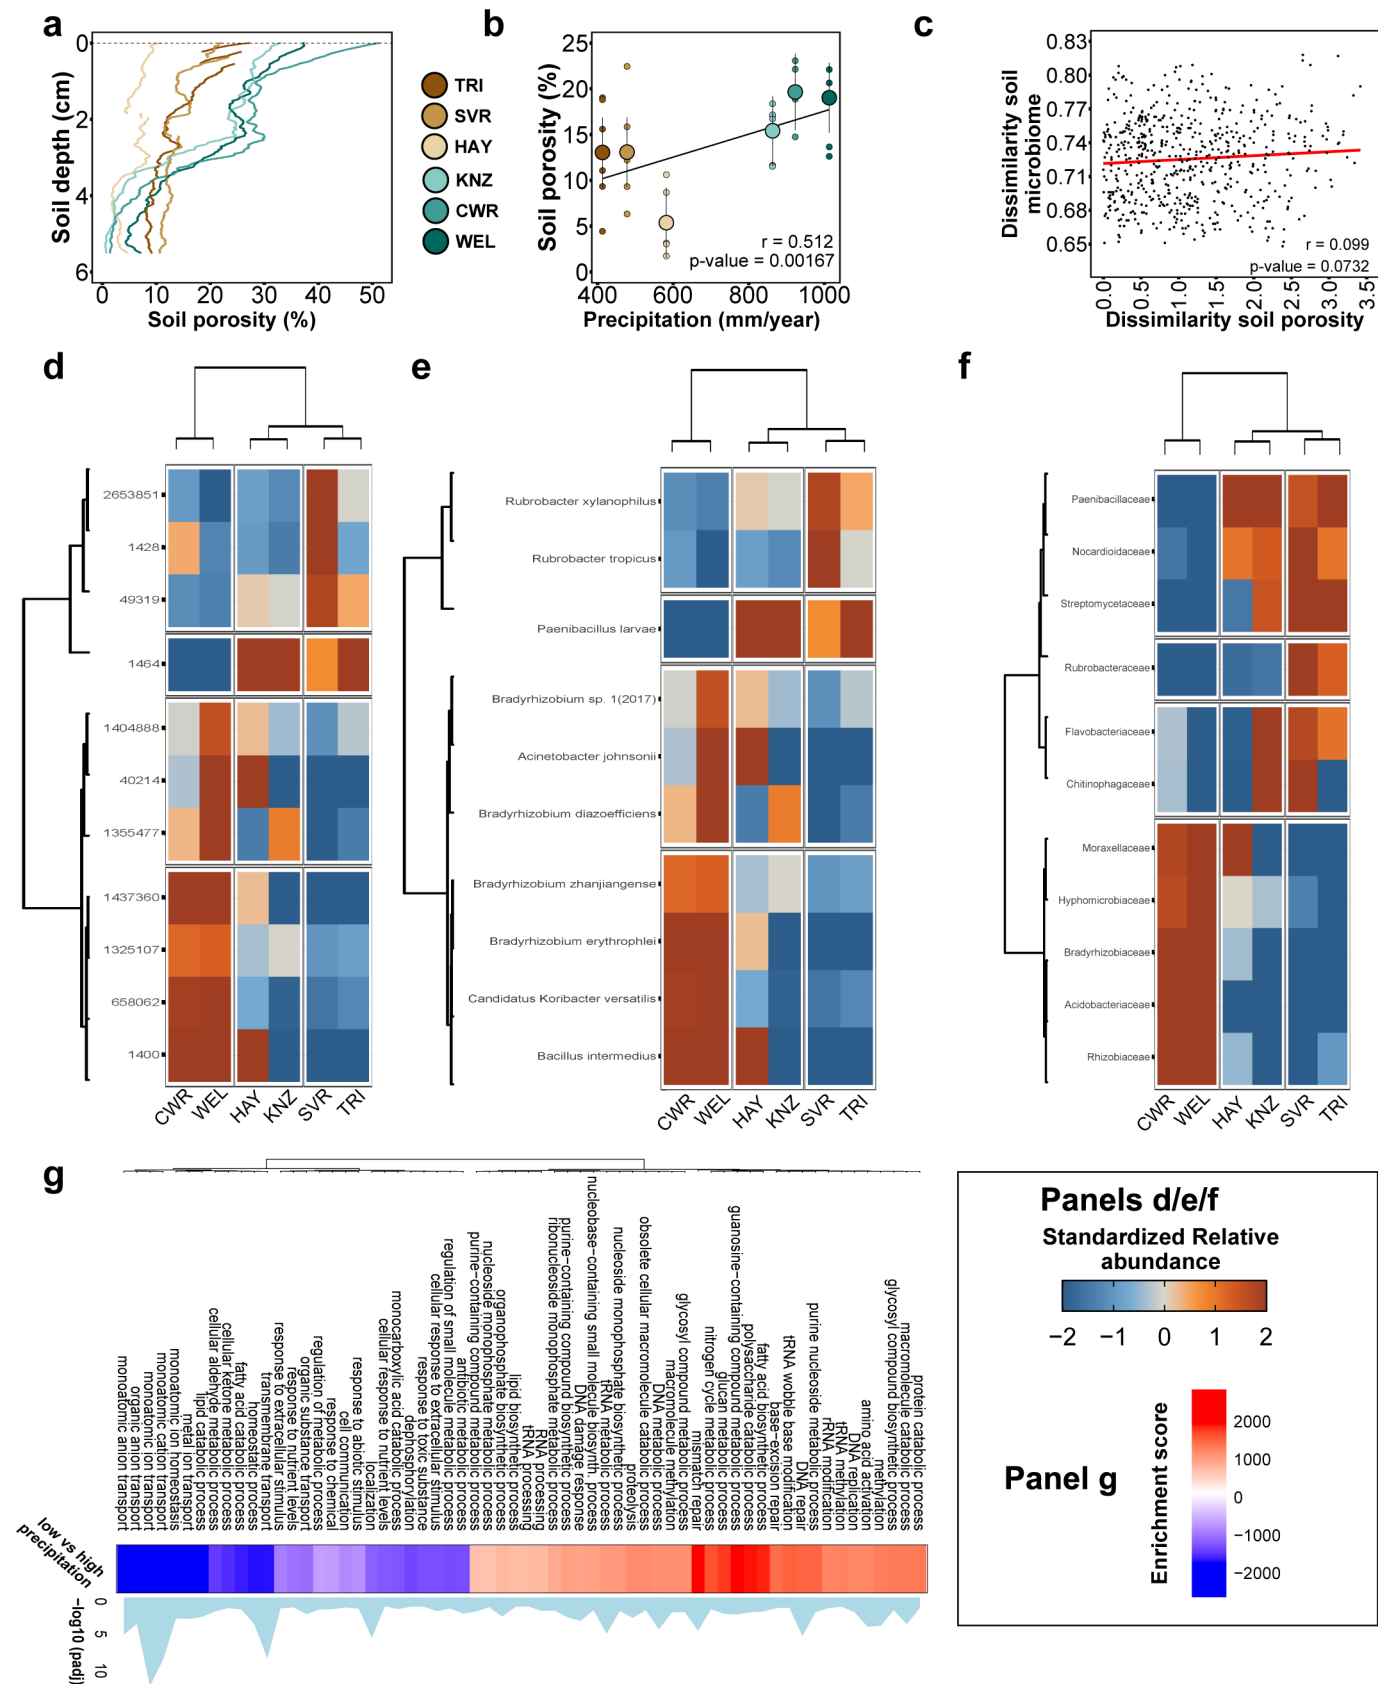 a
0
2
4
6
Soil depth (cm)
0
10
20
30
40
50
Soil porosity (%)
TRI
SVR
HAY
KNZ
CWR
WEL
b
25
20
15
10
5
0
Soil porosity (%)
r = 0.512
p-value = 0.00167
400
600
800
1000
Precipitation (mm/year)
c
0.83
0.80
0.77
0.74
0.71
0.68
0.65
Dissimilarity soil
microbiome
r = 0.099
p-value = 0.0732
0.0
0.5
1.0
1.5
2.0
2.5
3.0
3.5
Dissimilarity soil porosity
d
2653851
1428
49319
1464
1404888
40214
1355477
1437360
1325107
658062
1400
CWR
WEL
HAY
KNZ
SVR
TRI
e
Rubrobacter xylanophilus
Rubrobacter tropicus
Paenibacillus larvae
Bradyrhizobium sp. 1(2017)
Acinetobacter johnsonii
Bradyrhizobium diazoefficiens
Bradyrhizobium zhanjiangense
Bradyrhizobium erythrophlei
Candidatus Koribacter versatilis
Bacillus intermedius
CWR
WEL
HAY
KNZ
SVR
TRI
f
Paenibacillaceae
Nocardioidaceae
Streptomycetaceae
Rubrobacteraceae
Flavobacteriaceae
Chitinophagaceae
Moraxellaceae
Hyphomicrobiaceae
Bradyrhizobiaceae
Acidobacteriaceae
Rhizobiaceae
CWR
WEL
HAY
KNZ
SVR
TRI
g
monoatomic anion transport
organic anion transport
monoatomic ion transport
monoatomic cation transport
monoatomic ion homeostasis
metal ion transport
lipid catabolic process
cellular aldehyde metabolic process
cellular ketone metabolic process
fatty acid catabolic process
homeostatic process
transmembrane transport
response to extracellular stimulus
response to nutrient levels
organic substance transport
regulation of metabolic process
response to chemical
cell communication
response to abiotic stimulus
localization
cellular response to nutrient levels
monocarboxylic acid catabolic process
dephosphorylation
response to toxic substance
cellular response to extracellular stimulus
regulation of small molecule metabolic process
antibiotic metabolic process
purine-containing compound metabolic process
nucleoside monophosphate metabolic process
organophosphate biosynthetic process
lipid biosynthetic process
tRNA processing
RNA processing
ribonucleoside monophosphate metabolic process
purine-containing compound biosynthetic process
DNA damage response
nucleobase-containing small molecule biosynth. process
tRNA metabolic process
nucleoside monophosphate biosynthetic process
proteolysis
obsolete cellular macromolecule catabolic process
DNA metabolic process
macromolecule methylation
glycosyl compound metabolic process
mismatch repair
nitrogen cycle metabolic process
glucan metabolic process
guanosine-containing compound metabolic process
polysaccharide catabolic process
fatty acid biosynthetic process
base-excision repair
tRNA wobble base modification
DNA repair
purine nucleoside metabolic process
tRNA modification
tRNA methylation
DNA replication
amino acid activation
methylation
glycosyl compound biosynthetic process
macromolecule catabolic process
protein catabolic process
low vs high
precipitation
0
5
10
−log10 (padj)
Panels d/e/f
Standardized Relative
abundance
−2
−1
0
1
2
Panel g
Enrichment score
2000
1000
0
−1000
−2000